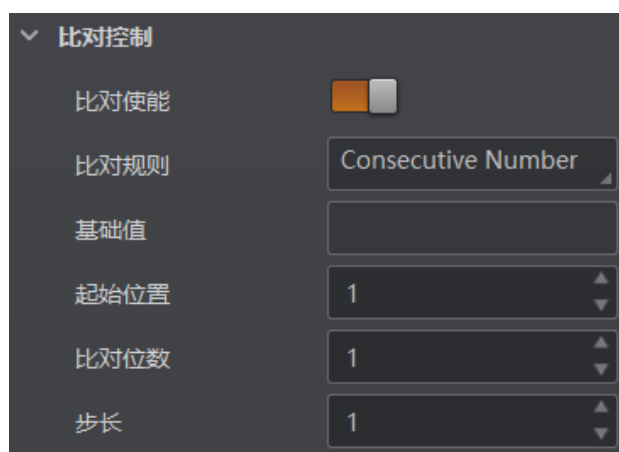 比对控制
比对使能
比对规则 Consecutive Number
基础值
起始位置 1
比对位数 1
步长 1